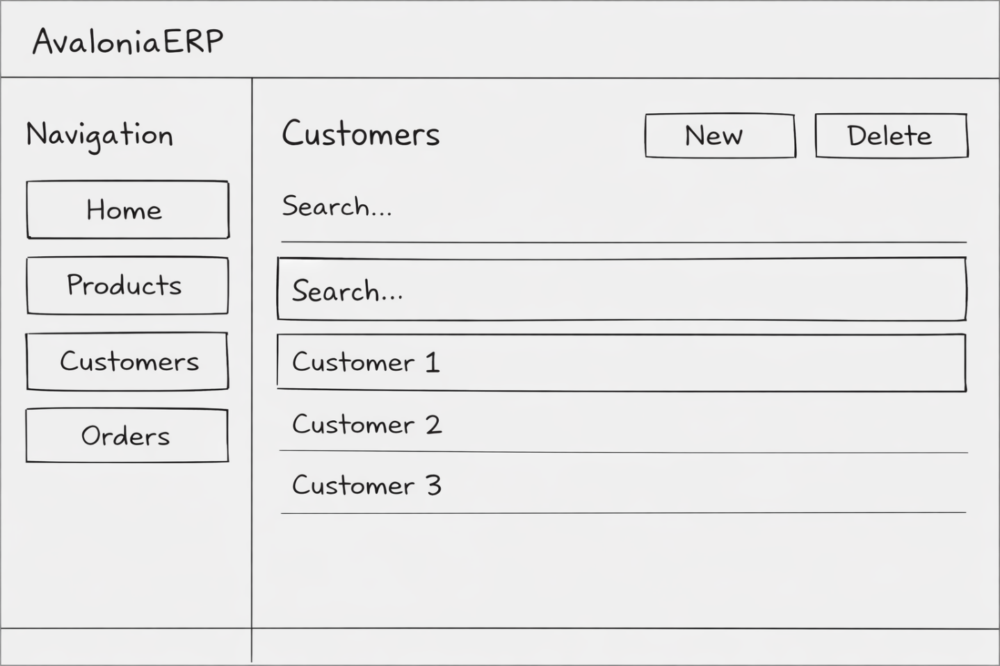 AvaloniaERP
Navigation
Home
Products
Customers
Orders
Customers
New
Delete
Search...
Search...
Customer 1
Customer 2
Customer 3